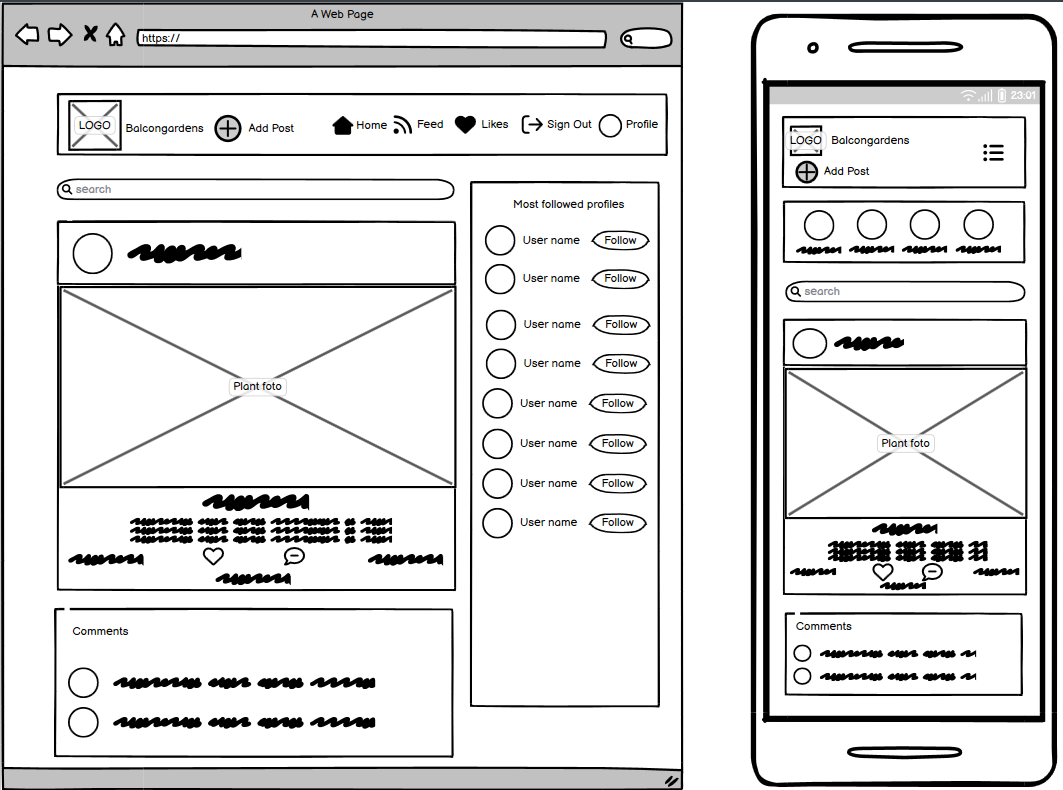 A Web Page
https://
LOGO
Balcongardens
Add Post
Home
Feed
Likes
Sign Out
Profile
search
Most followed profiles
User name Follow
User name Follow
User name Follow
User name Follow
User name Follow
User name Follow
User name Follow
User name Follow
Plant foto
Comments
23:01
LOGO
Balcongardens
Add Post
search
Plant foto
Comments